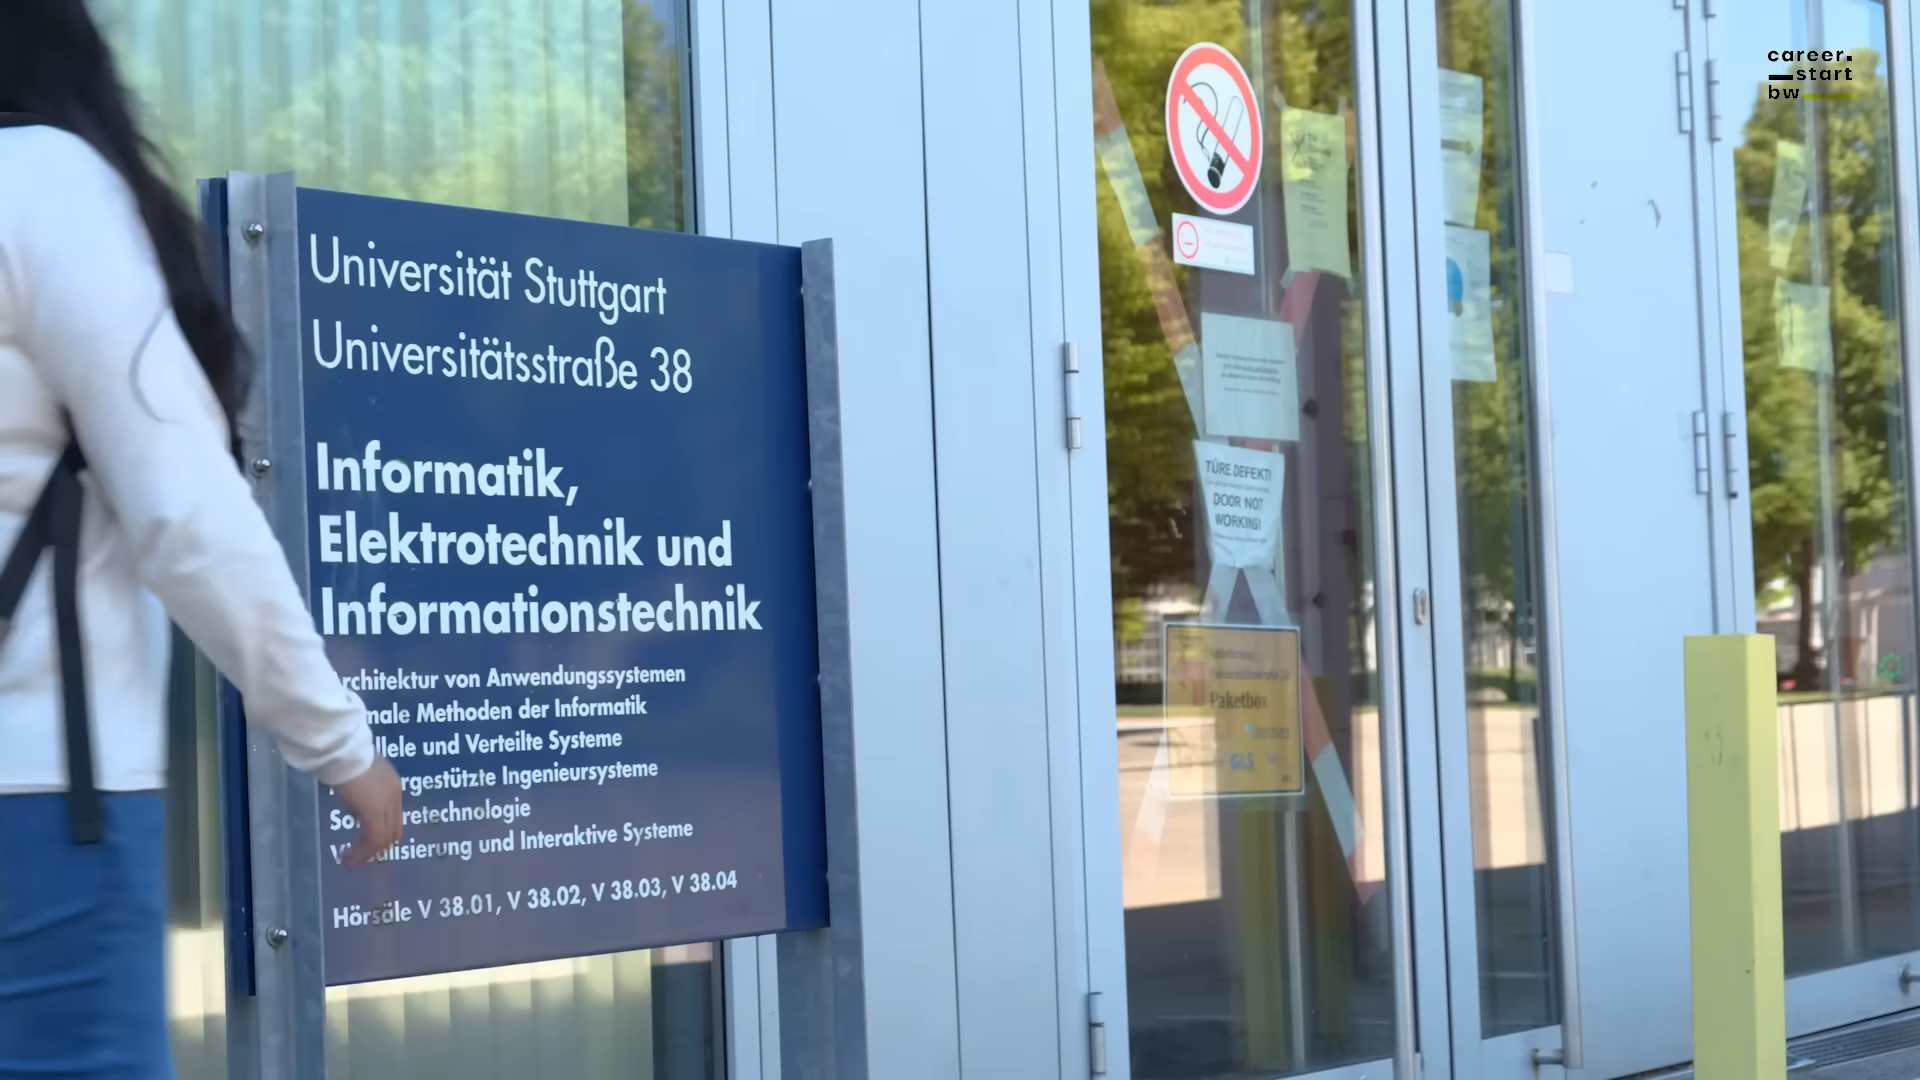 Universität Stuttgart
Universitätsstraße 38
Informatik,
Elektrotechnik und
Informationstechnik
rchitektur von Anwendungssystemen
male Methoden der Informatik
llele und Verteilte Systeme
rgestützte Ingenieursysteme
So retechnologie
Vi alisierung und Interaktive Systeme
Hörsäle V 38.01, V 38.02, V 38.03, V 38.04
TÜRE DEFEKT!
DOOR NOT
WORKING!
Paketbox
GLS
career.
start
bw